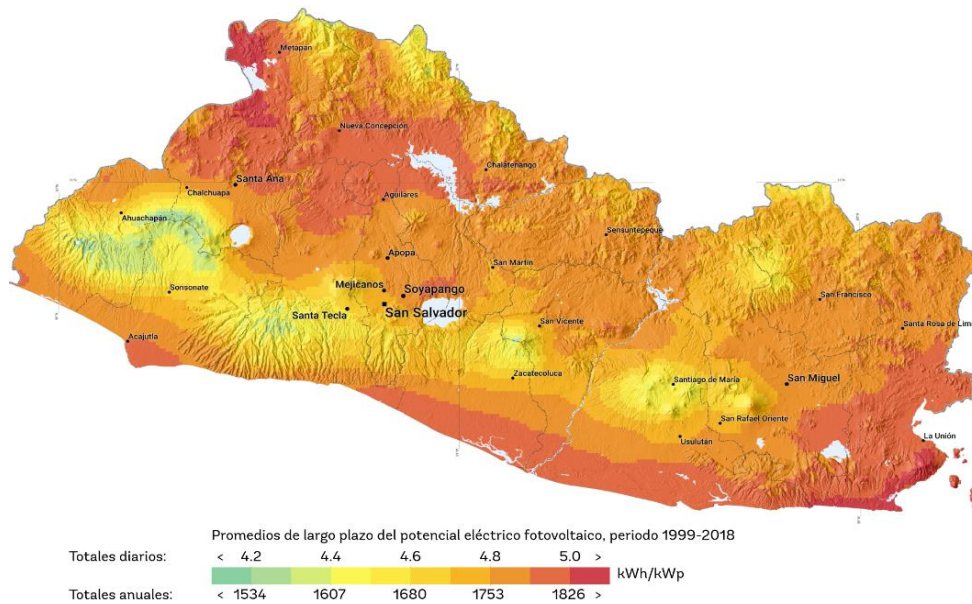 Metapán
Nueva Concepción
Chalatenango
Santa Ana
Chalchuapa
Aguilares
Ahuachapán
Sensuntepeque
Apopa
San Martín
Mejicanos
Soyapango
Sonsonate
San Francisco
Santa Tecla
San Salvador
San Vicente
Santa Rosa de Lima
Acajutla
Zacatecoluca
Santiago de María
San Miguel
San Rafael Oriente
Usulután
La Unión
Promedios de largo plazo del potencial eléctrico fotovoltaico, periodo 1999-2018
Totales diarios: < 4.2 4.4 4.6 4.8 5.0 >
kWh/kWp
Totales anuales: < 1534 1607 1680 1753 1826 >